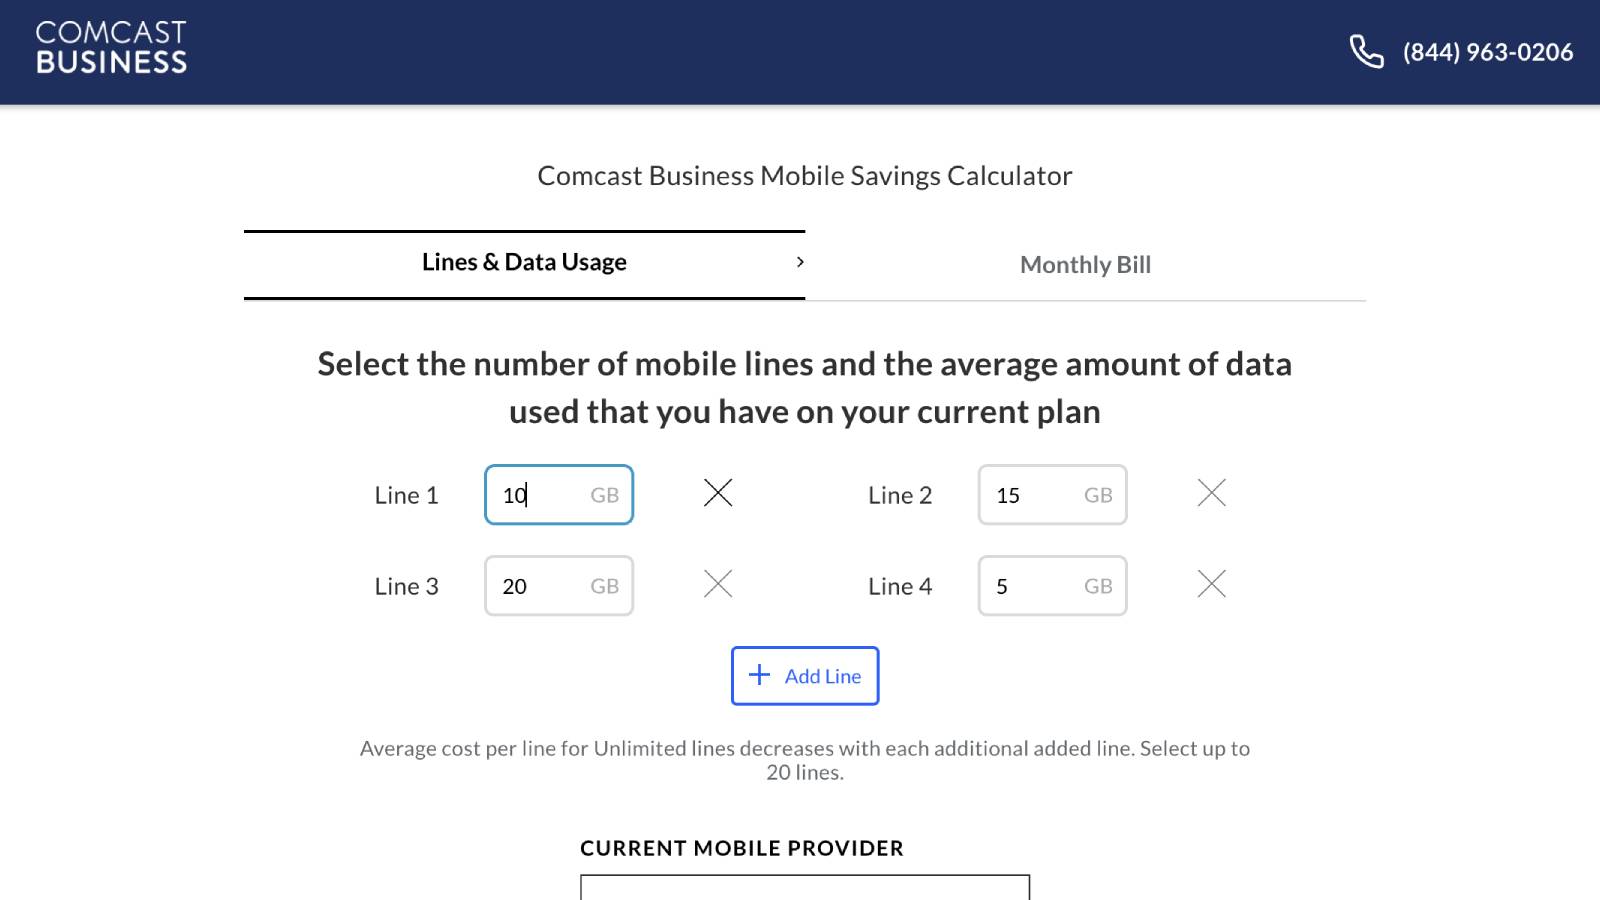 COMCAST
BUSINESS
(844) 963-0206
Comcast Business Mobile Savings Calculator
Lines & Data Usage
Monthly Bill
Select the number of mobile lines and the average amount of data
used that you have on your current plan
Line 1 10 GB
Line 2 15 GB
Line 3 20 GB
Line 4 5 GB
Add Line
Average cost per line for Unlimited lines decreases with each additional added line. Select up to
20 lines.
CURRENT MOBILE PROVIDER